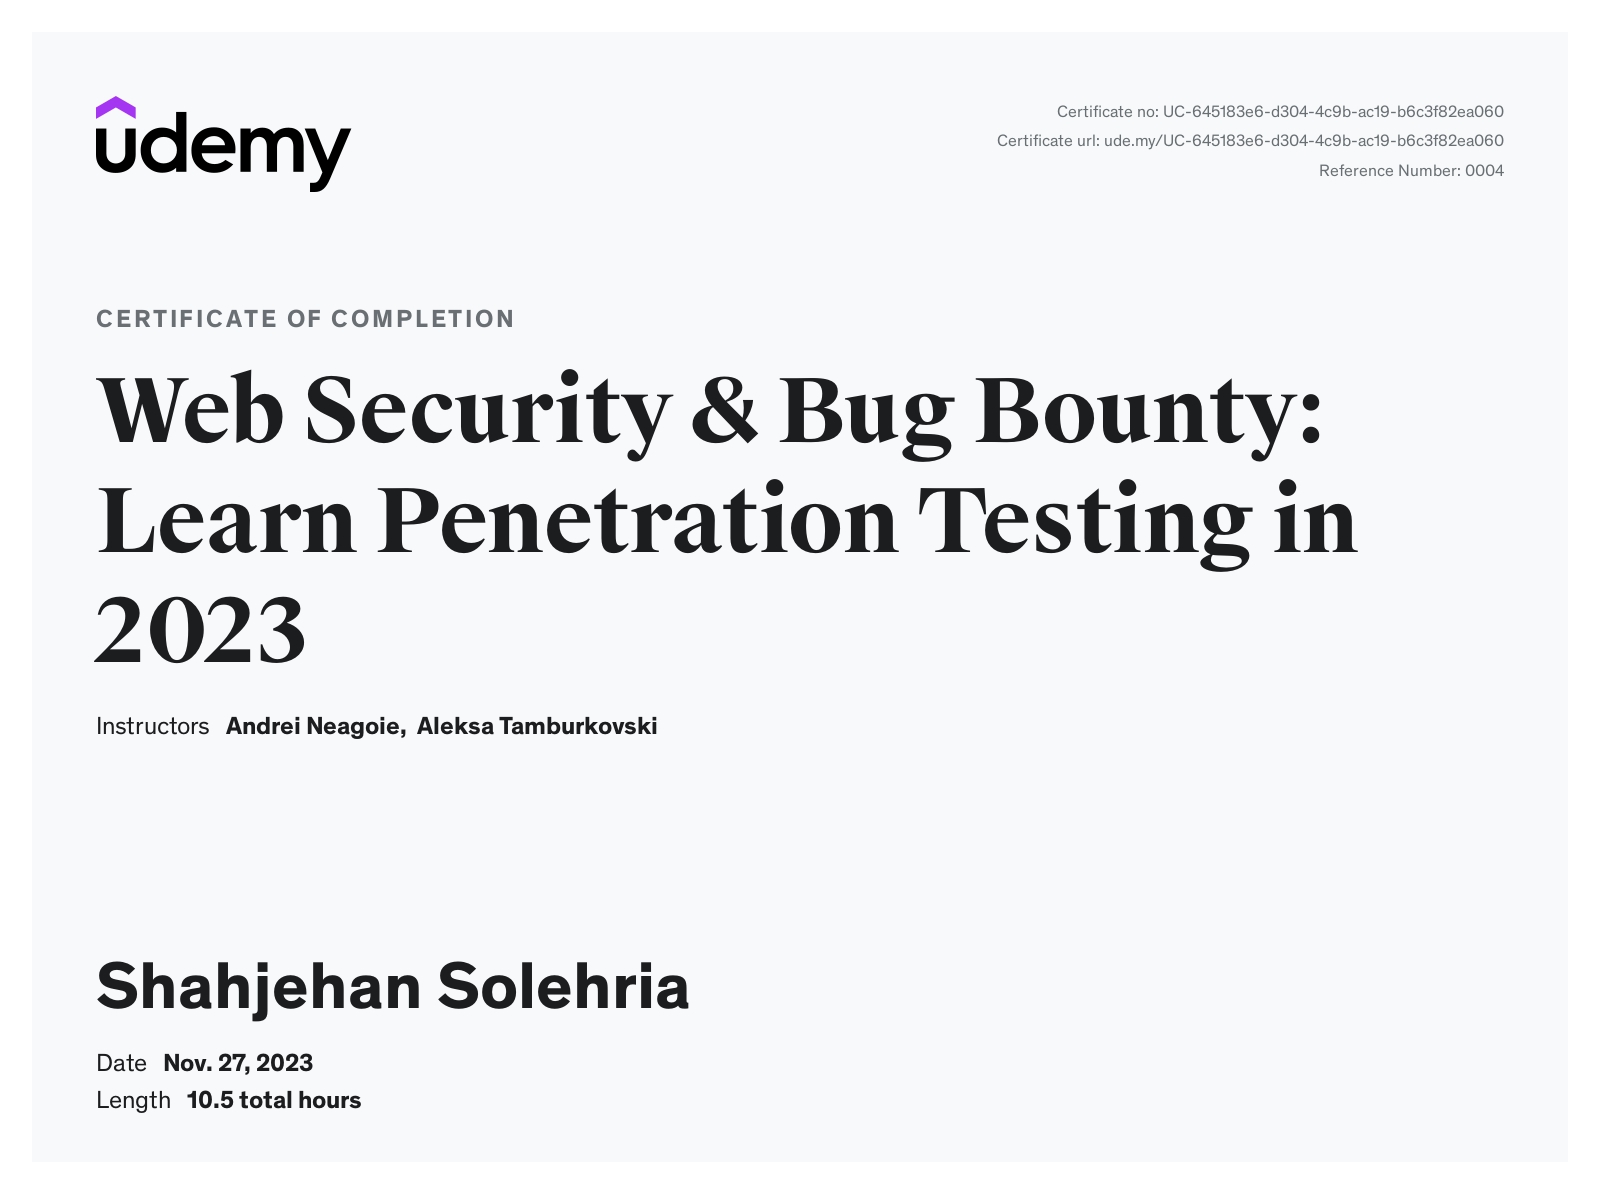 udemy
Certificate no: UC-645183e6-d304-4c9b-ac19-b6c3f82ea060
Certificate url: ude.my/UC-645183e6-d304-4c9b-ac19-b6c3f82ea060
Reference Number: 0004
CERTIFICATE OF COMPLETION
Web Security & Bug Bounty:
Learn Penetration Testing in
2023
Instructors Andrei Neagoie, Aleksa Tamburkovski
Shahjehan Solehria
Date Nov. 27, 2023
Length 10.5 total hours